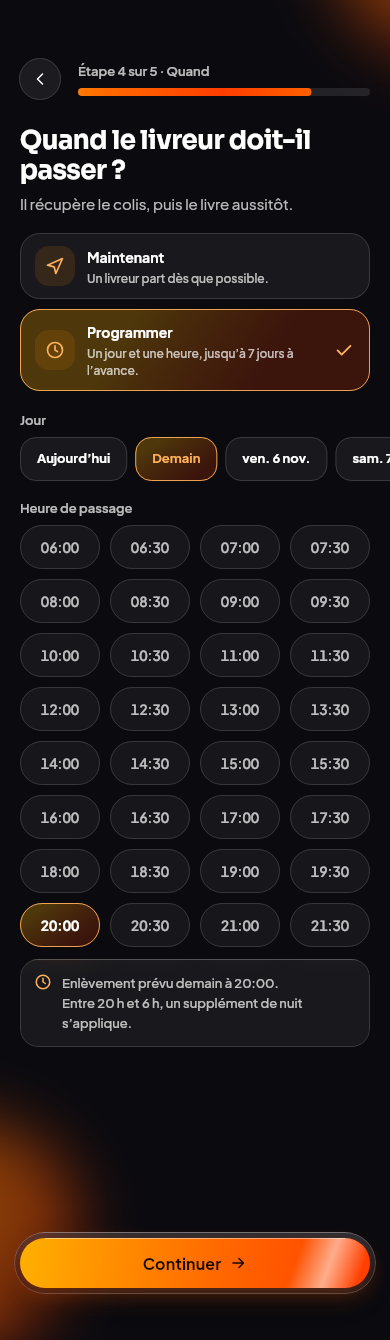 Étape 4 sur 5 · Quand
Quand le livreur doit-il
passer ?
Il récupère le colis, puis le livre aussitôt.
Maintenant
Un livreur part dès que possible.
Programmer
Un jour et une heure, jusqu'à 7 jours à
l'avance.
Jour
Aujourd'hui Demain ven. 6 nov. sam. 7
Heure de passage
06:00 06:30 07:00 07:30
08:00 08:30 09:00 09:30
10:00 10:30 11:00 11:30
12:00 12:30 13:00 13:30
14:00 14:30 15:00 15:30
16:00 16:30 17:00 17:30
18:00 18:30 19:00 19:30
20:00 20:30 21:00 21:30
Enlèvement prévu demain à 20:00.
Entre 20 h et 6 h, un supplément de nuit
s'applique.
Continuer →